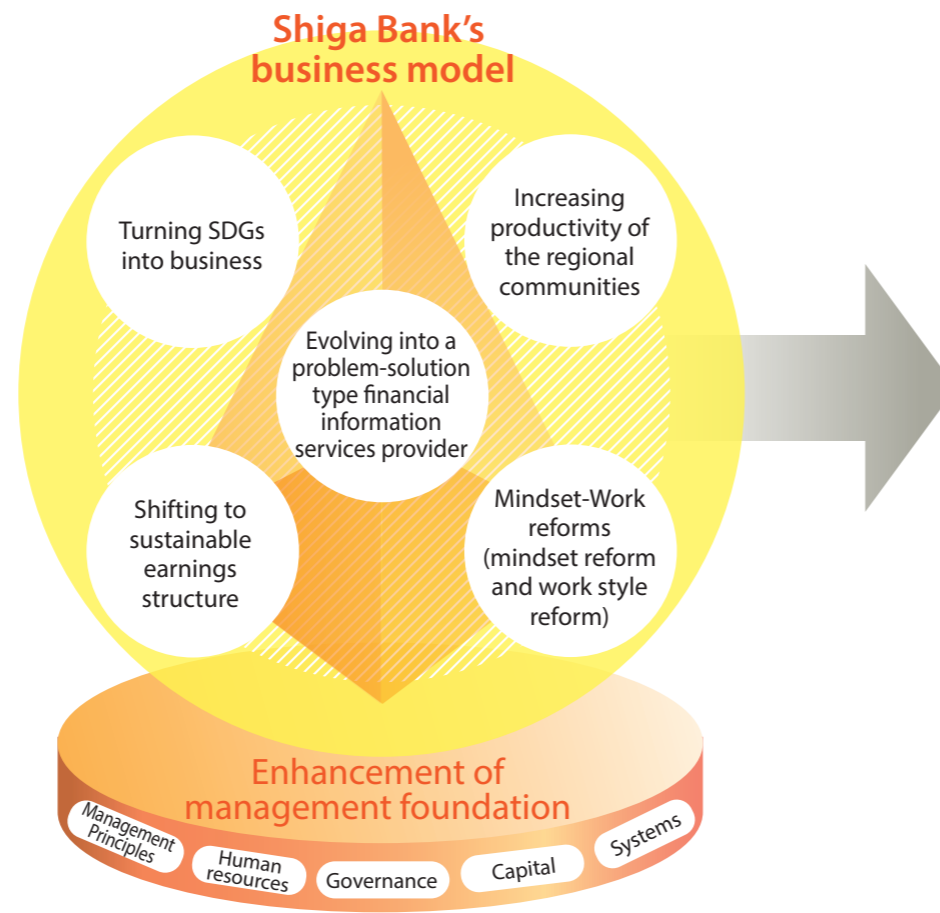 Shiga Bank’s
business model
Turning SDGs
into business
Increasing
productivity of
the regional
communities
Evolving into a
problem-solution
type financial
information
services provider
Shifting to
sustainable
earnings
structure
Mindset-Work
reforms
(mindset reform
and work style
reform)
Enhancement of
management foundation
Management
Principles
Human
resources
Governance
Capital
Systems